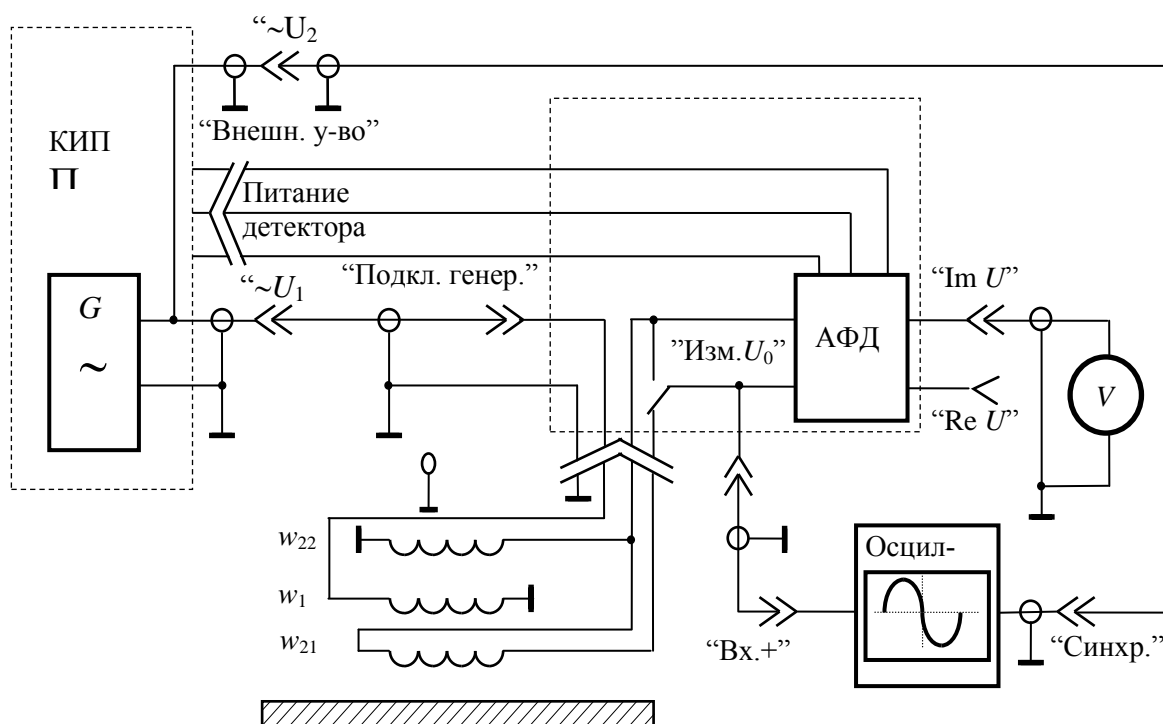 “~U2
“Внешн. у-во”
КИП
П
Питание
детектора
“~U1
“Подкл. генер.”
“Im U”
G
~
”Изм.U0”
АФД
V
“Re U”
w22
Осцил-
w1
w21
“Вх.+”
“Синхр.”